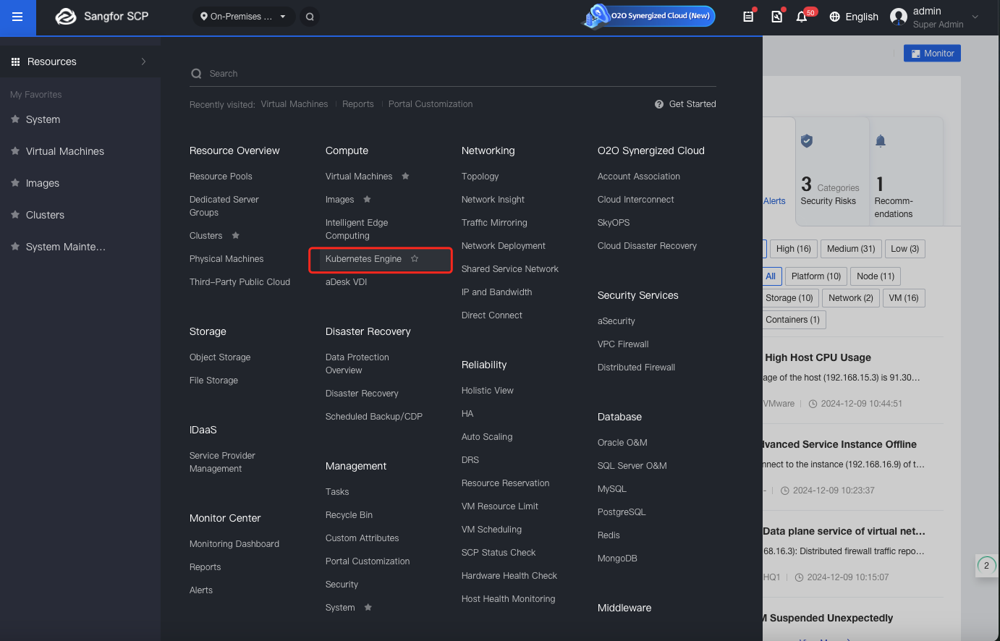 Sangfor SCP
On-Premises ...
O2O Synergized Cloud (New)
50
English
admin
Super Admin
Resources
My Favorites
System
Virtual Machines
Images
Clusters
System Mainte...
Search
Recently visited: Virtual Machines Reports Portal Customization
Get Started
Resource Overview
Resource Pools
Dedicated Server
Groups
Clusters
Physical Machines
Third-Party Public Cloud
Storage
Object Storage
File Storage
IDaaS
Service Provider
Management
Monitor Center
Monitoring Dashboard
Reports
Alerts
Compute
Virtual Machines
Images
Intelligent Edge
Computing
Kubernetes Engine
aDesk VDI
Disaster Recovery
Data Protection
Overview
Disaster Recovery
Scheduled Backup/CDP
Management
Tasks
Recycle Bin
Custom Attributes
Portal Customization
Security
System
Networking
Topology
Network Insight
Traffic Mirroring
Network Deployment
Shared Service Network
IP and Bandwidth
Direct Connect
Reliability
Holistic View
HA
Auto Scaling
DRS
Resource Reservation
VM Resource Limit
VM Scheduling
SCP Status Check
Hardware Health Check
Host Health Monitoring
O2O Synergized Cloud
Account Association
Cloud Interconnect
SkyOPS
Cloud Disaster Recovery
Security Services
aSecurity
VPC Firewall
Distributed Firewall
Database
Oracle O&M
SQL Server O&M
MySQL
PostgreSQL
Redis
MongoDB
Middleware
Monitor
Alerts
3 Categories
Security Risks
1
Recomm-
endations
High (16) Medium (31) Low (3)
All Platform (10) Node (11)
Storage (10) Network (2) VM (16)
Containers (1)
High Host CPU Usage
age of the host (192.168.15.3) is 91.30...
VMware 2024-12-09 10:44:51
Service Instance Offline
to the instance (192.168.16.9) of t...
- 2024-12-09 10:23:37
Data plane service of virtual net...
68.16.3): Distributed firewall traffic repo...
HQ1 2024-12-09 10:15:07
2
Suspended Unexpectedly